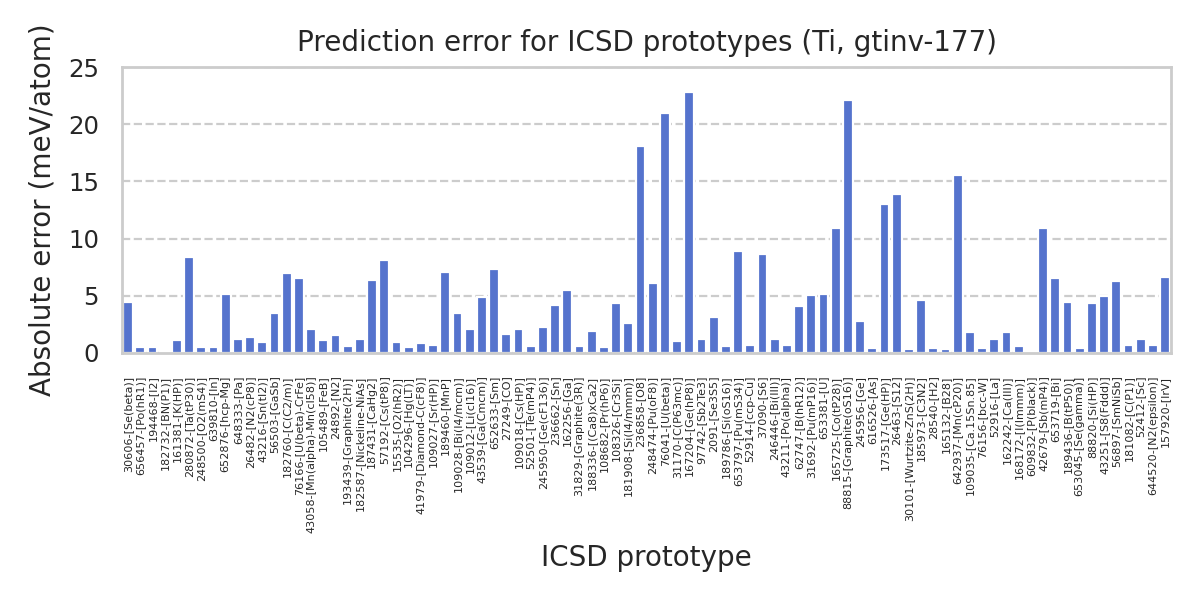 Prediction error for ICSD prototypes (Ti, gtinv-177)
Absolute error (meV/atom)
25
20
15
10
5
0
306066-[Se(beta)]
656457-[Po(hR1)]
194468-[I2]
182732-[BN(P1)]
16381-[K(HP)]
280872-[Ta(tP30)]
248500-[O2(mS4)]
639810-[In]
652876-[hcp-Mg]
648333-[Pa]
26482-[N2(cP8)]
43216-[Sn(tI2)]
56503-[GaSb]
182760-[C(C2/m)]
76166-[U(beta)-CrFe]
43058-[Mn(alpha)-Mn(cI58)]
105489-[FeB]
24892-[N2]
193439-[Graphite(2H)]
182587-[Nickeline-NiAs]
187431-[CaHg2]
57192-[Cs(tP8)]
15535-[O2(hR2)]
104296-[Hg(LT)]
41979-[Diamond-C(cF8)]
109027-[Sr(HP)]
189460-[MnP]
109028-[Bi(I4/mcm)]
109012-[Li(cI16)]
43539-[Ga(Cmcm)]
652633-[Sm]
27249-[CO]
109018-[Cs(HP)]
52501-[Te(mP4)]
245950-[Ge(cF136)]
236662-[Sn]
162256-[Ga]
31829-[Graphite(3R)]
188336-[(Ca8)xCa2]
108682-[Pr(hP6)]
108326-[Cr3Si]
181908-[Si(I4/mmm)]
236858-[O8]
248474-[Pu(oF8)]
76041-[U(beta)]
31170-[C(P63mc)]
167204-[Ge(hP8)]
97742-[Sb2Te3]
2091-[Se3S5]
189786-[Si(oS16)]
653797-[Pu(mS34)]
52914-[ccp-Cu]
37090-[S6]
246446-[Bi(III)]
43211-[Po(alpha)]
62747-[B(hR12)]
31692-[Pu(mP16)]
653381-[U]
165725-[Co(tP28)]
88815-[Graphite(oS16)]
245956-[Ge]
616526-[As]
173517-[Ge(HP)]
26463-[S12]
30101-[Wurtzite-ZnS(2H)]
185973-[C3N2]
28540-[H2]
165132-[B28]
642937-[Mn(cP20)]
109035-[Ca.15Sn.85]
76156-[bcc-W]
52916-[La]
162242-[Ca(III)]
168172-[I(Immm)]
609832-[P(black)]
42679-[Sb(mP4)]
653719-[Bi]
189436-[B(tP50)]
653045-[Se(gamma)]
88820-[Si(HP)]
43251-[S8(Fddd)]
56897-[SmNiSb]
181082-[C(P1)]
52412-[Sc]
644520-[N2(epsilon)]
157920-[IrV]
ICSD prototype